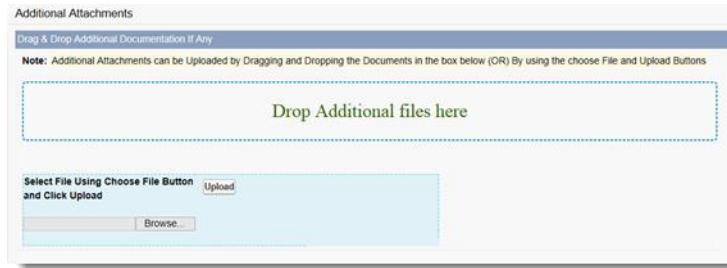 Additional Attachments
Drag & Drop Additional Documentation If Any
Note: Additional Attachments can be Uploaded by Dragging and Dropping the Documents in the box below (OR) By using the choose File and Upload Buttons
Drop Additional files here
Select File Using Choose File Button
and Click Upload
Upload
Browse...